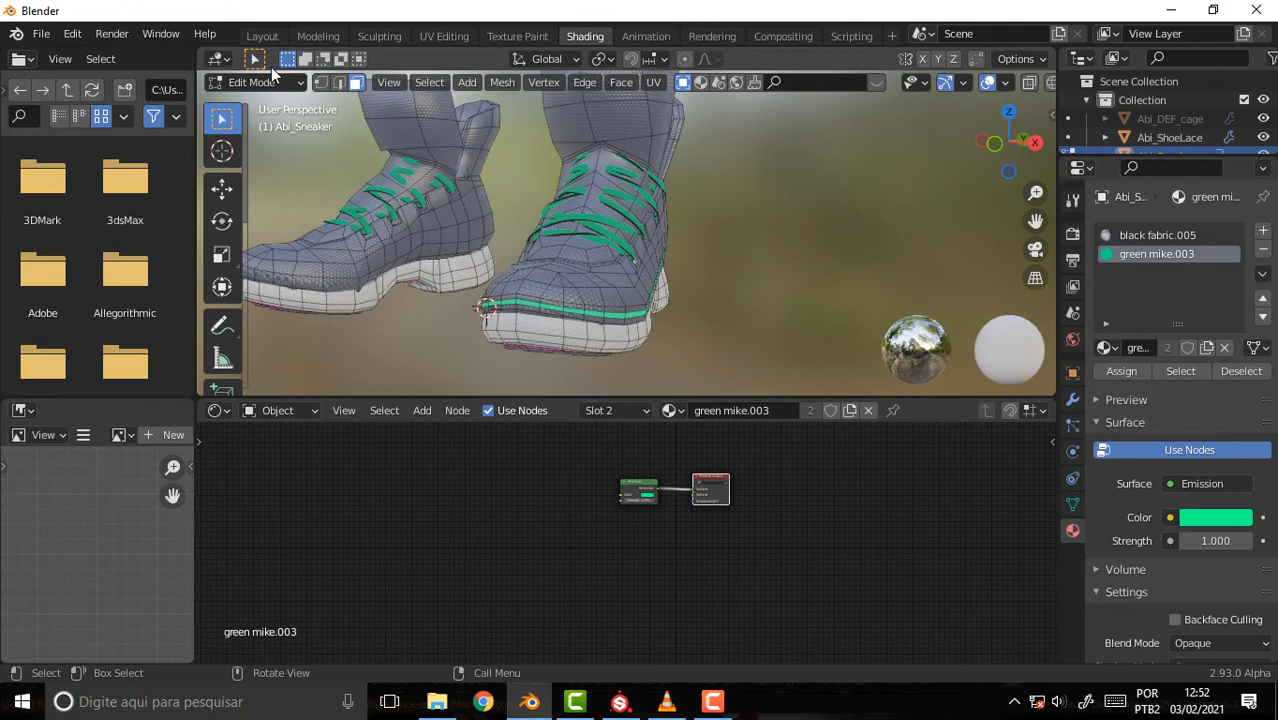 Blender
File Edit Render Window Help
Layout Modeling Sculpting UV Editing Texture Paint Shading Animation Rendering Compositing Scripting
Scene
View Layer
View Select
Global
Options
C:\Us...
Edit Mode
View Select Add Mesh Vertex Edge Face UV
User Perspective
(1) Abi_Sneaker
X Y Z
Z
Y
X
Scene Collection
Collection
Abi_DEF_cage
Abi_ShoeLace
3DMark
3dsMax
Adobe
Allegorithmic
Abi_S...
green mi...
black fabric.005
green mike.003
gre...
2
Assign
Select
Deselect
Preview
Surface
Use Nodes
Surface
Emission
Color
Strength
1.000
Volume
Settings
Backface Culling
Blend Mode
Opaque
Object
View Select Add Node
Use Nodes
Slot 2
green mike.003
2
View
New
green mike.003
Select
Box Select
Rotate View
Call Menu
2.93.0 Alpha
Digite aqui para pesquisar
POR
PTB2
12:52
03/02/2021